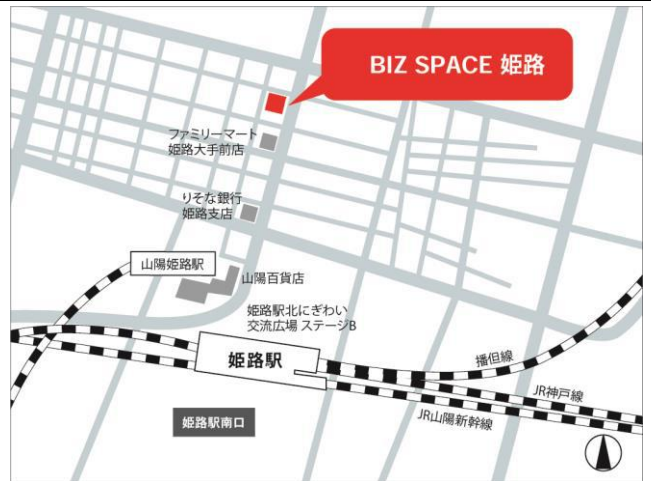 BIZ SPACE 姫路
ファミリーマート
姫路大手前店
りそな銀行
姫路支店
山陽姫路駅
山陽百貨店
姫路駅北にぎわい
交流広場 ステージB
姫路駅
播但線
JR神戸線
JR山陽新幹線
姫路駅南口